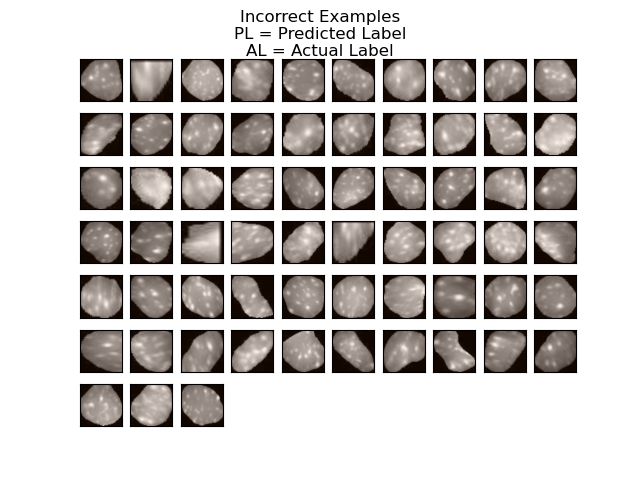 Incorrect Examples
PL = Predicted Label
AL = Actual Label